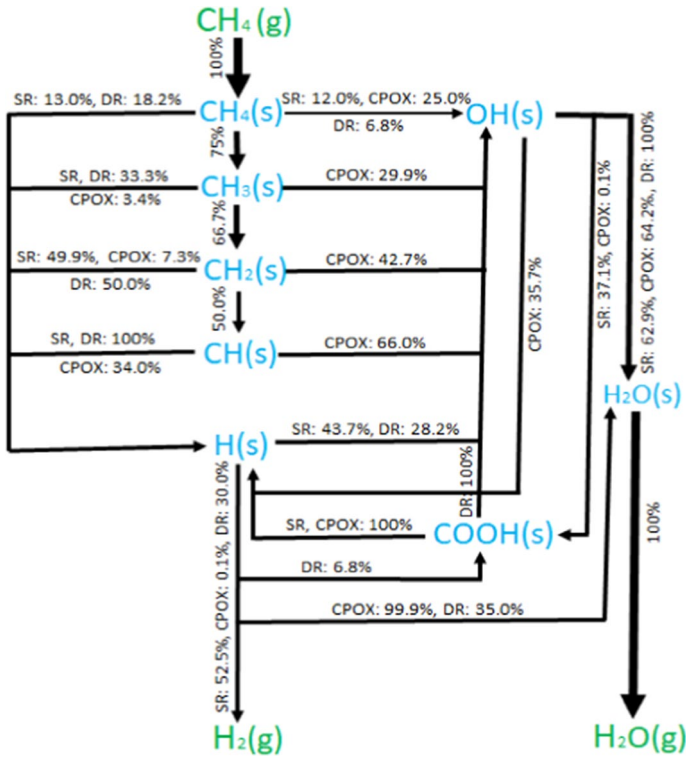 CH₄(g)
100%
SR: 13.0%, DR: 18.2%
CH₄(s)
SR: 12.0%, CPOX: 25.0%
DR: 6.8%
OH(s)
75%
SR, DR: 33.3%
CPOX: 3.4%
CH₃(s)
CPOX: 29.9%
66.7%
SR: 49.9%, CPOX: 7.3%
DR: 50.0%
CH₂(s)
CPOX: 42.7%
50.0%
SR, DR: 100%
CPOX: 34.0%
CH(s)
CPOX: 66.0%
CPOX: 35.7%
SR: 37.1%, CPOX: 0.1%
SR: 62.9%, CPOX: 64.2%, DR: 100%
H₂O(s)
H(s)
SR: 43.7%, DR: 28.2%
DR: 100%
SR, CPOX: 100%
COOH(s)
DR: 6.8%
CPOX: 99.9%, DR: 35.0%
SR: 52.5%, CPOX: 0.1%, DR: 30.0%
100%
H₂(g)
H₂O(g)